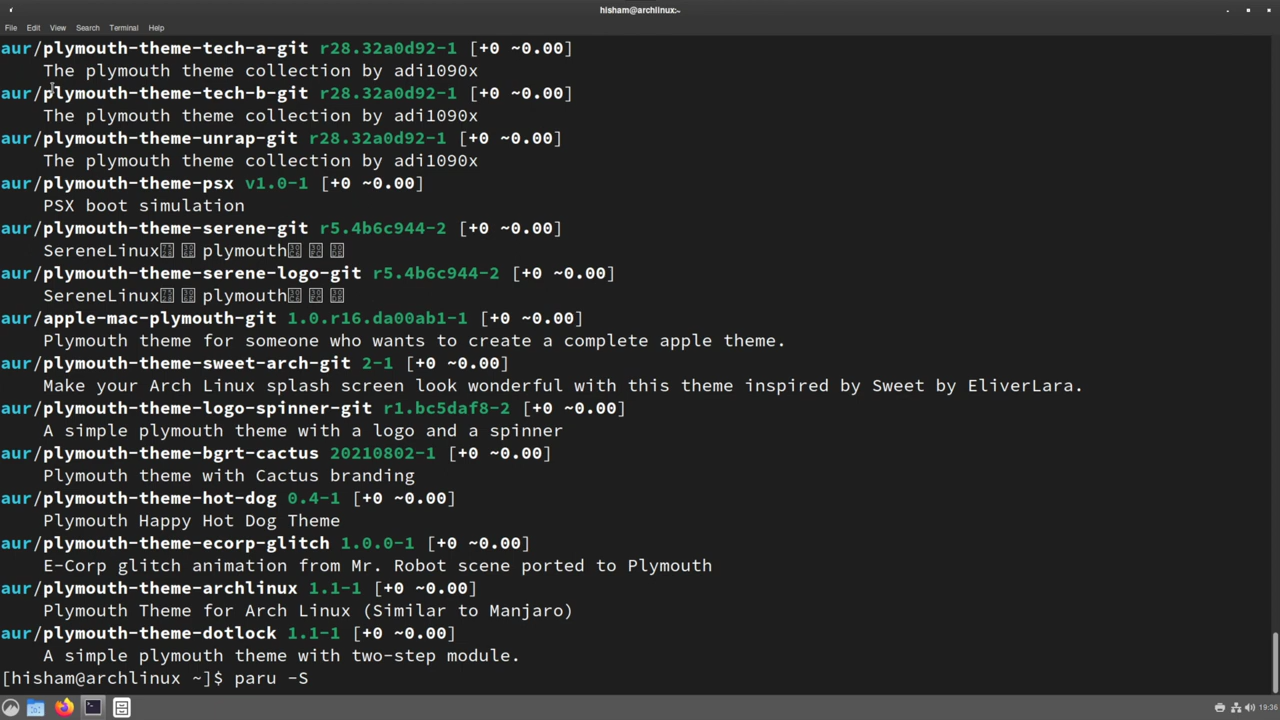 hisham@archlinux:~
File Edit View Search Terminal Help
aur/plymouth-theme-tech-a-git r28.32a0d92-1 [+0 ~0.00]
The plymouth theme collection by adi1090x
aur/plymouth-theme-tech-b-git r28.32a0d92-1 [+0 ~0.00]
The plymouth theme collection by adi1090x
aur/plymouth-theme-unrap-git r28.32a0d92-1 [+0 ~0.00]
The plymouth theme collection by adi1090x
aur/plymouth-theme-psx v1.0-1 [+0 ~0.00]
PSX boot simulation
aur/plymouth-theme-serene-git r5.4b6c944-2 [+0 ~0.00]
SereneLinux plymouth
aur/plymouth-theme-serene-logo-git r5.4b6c944-2 [+0 ~0.00]
SereneLinux plymouth
aur/apple-mac-plymouth-git 1.0.r16.da00ab1-1 [+0 ~0.00]
Plymouth theme for someone who wants to create a complete apple theme.
aur/plymouth-theme-sweet-arch-git 2-1 [+0 ~0.00]
Make your Arch Linux splash screen look wonderful with this theme inspired by Sweet by EliverLara.
aur/plymouth-theme-logo-spinner-git r1.bc5daf8-2 [+0 ~0.00]
A simple plymouth theme with a logo and a spinner
aur/plymouth-theme-bgrt-cactus 20210802-1 [+0 ~0.00]
Plymouth theme with Cactus branding
aur/plymouth-theme-hot-dog 0.4-1 [+0 ~0.00]
Plymouth Happy Hot Dog Theme
aur/plymouth-theme-ecorp-glitch 1.0.0-1 [+0 ~0.00]
E-Corp glitch animation from Mr. Robot scene ported to Plymouth
aur/plymouth-theme-archlinux 1.1-1 [+0 ~0.00]
Plymouth Theme for Arch Linux (Similar to Manjaro)
aur/plymouth-theme-dotlock 1.1-1 [+0 ~0.00]
A simple plymouth theme with two-step module.
[hisham@archlinux ~]$ paru -S
19:36